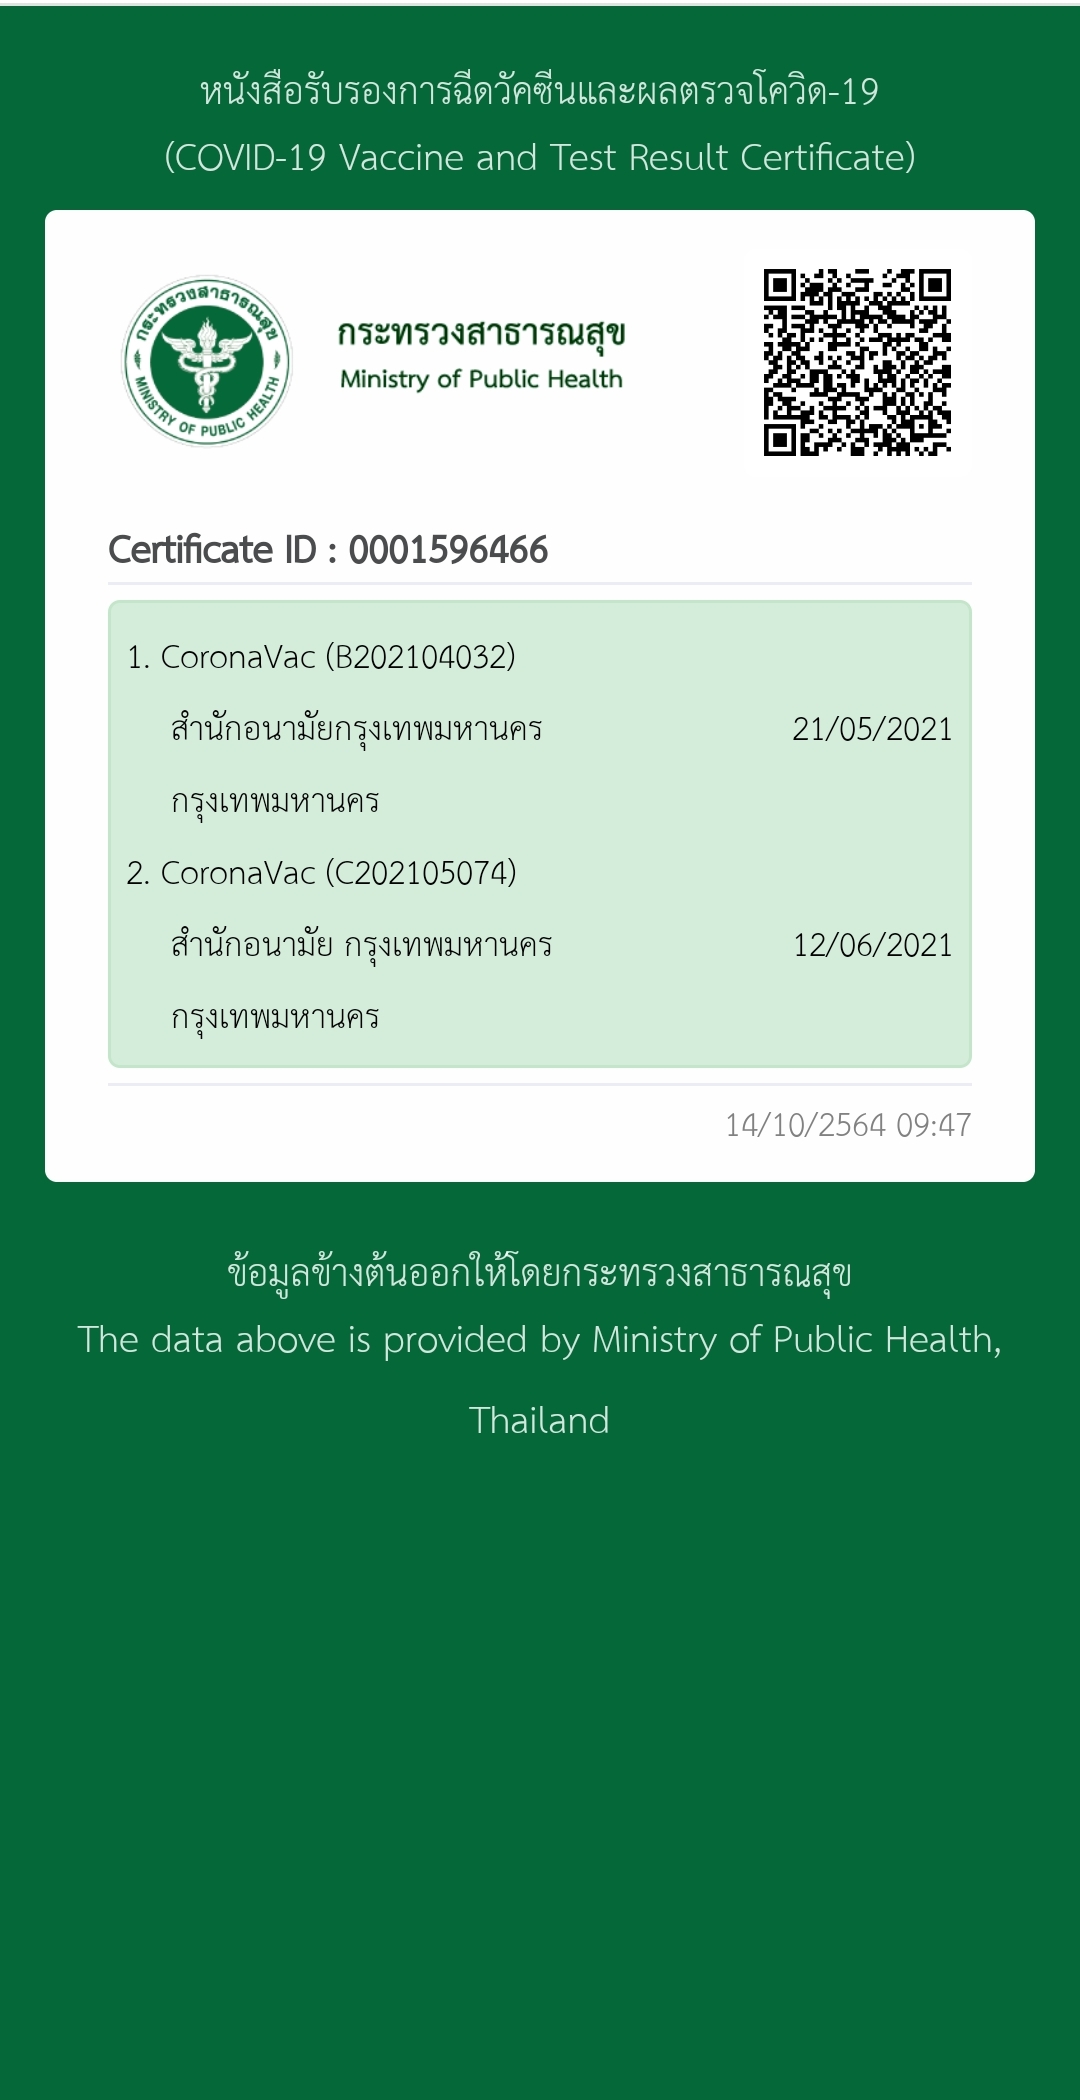 หนังสือรับรองการฉีดวัคซีนและผลตรวจโควิด-19
(COVID-19 Vaccine and Test Result Certificate)
กระทรวงสาธารณสุข
MINISTRY OF PUBLIC HEALTH
กระทรวงสาธารณสุข
Ministry of Public Health
Certificate ID : 0001596466
1. CoronaVac (B202104032)
สำนักอนามัยกรุงเทพมหานคร 21/05/2021
กรุงเทพมหานคร
2. CoronaVac (C202105074)
สำนักอนามัย กรุงเทพมหานคร 12/06/2021
กรุงเทพมหานคร
14/10/2564 09:47
ข้อมูลข้างต้นออกให้โดยกระทรวงสาธารณสุข
The data above is provided by Ministry of Public Health,
Thailand